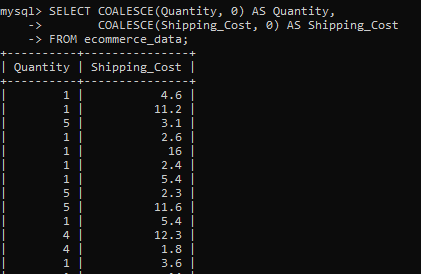 mysql> SELECT COALESCE(Quantity, 0) AS Quantity,
    ->        COALESCE(Shipping_Cost, 0) AS Shipping_Cost
    -> FROM ecommerce_data;
+----------+---------------+
| Quantity | Shipping_Cost |
+----------+---------------+
|        1 |           4.6 |
|        1 |          11.2 |
|        5 |           3.1 |
|        1 |           2.6 |
|        1 |            16 |
|        1 |           2.4 |
|        1 |           5.4 |
|        5 |           2.3 |
|        5 |          11.6 |
|        1 |           5.4 |
|        4 |          12.3 |
|        4 |           1.8 |
|        1 |           3.6 |